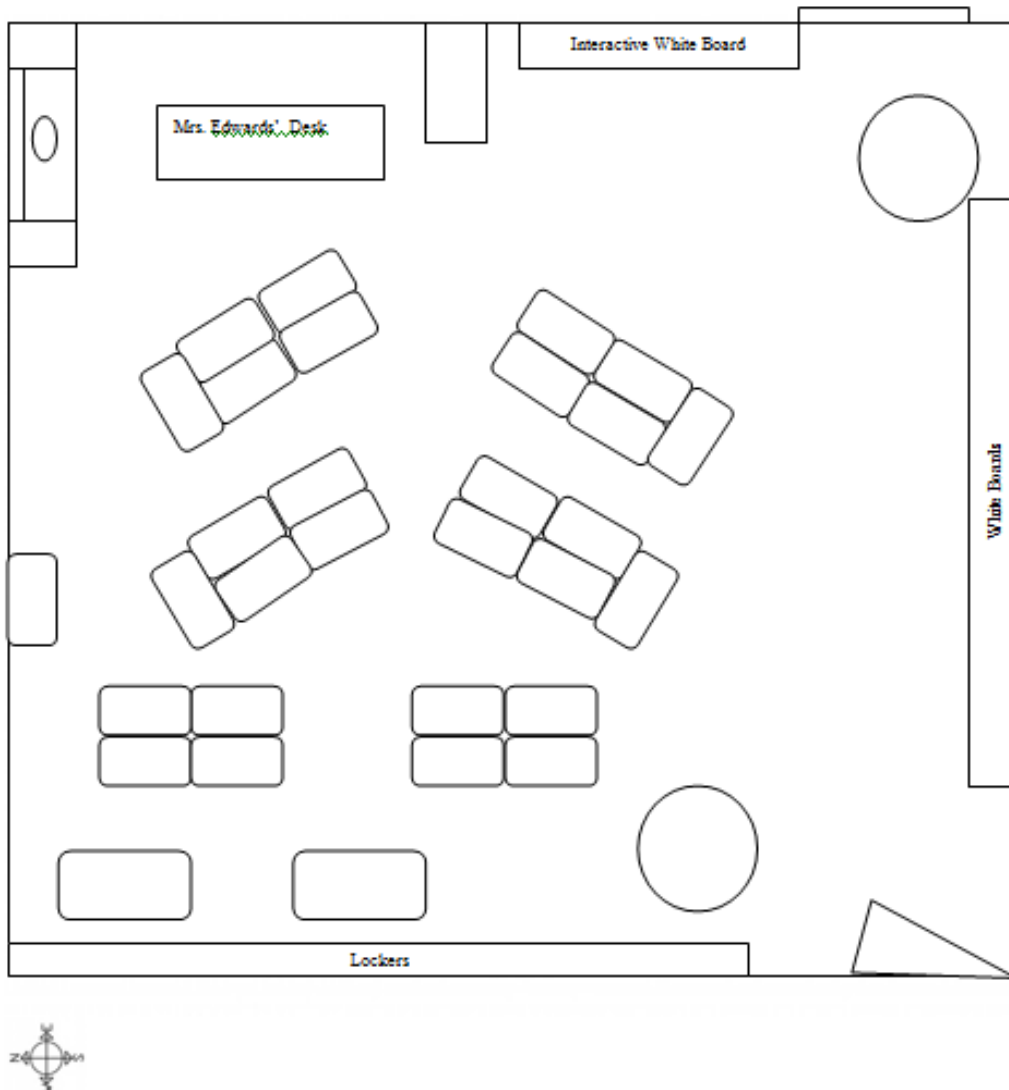 Interactive White Board
Mrs. Edwards'. Desk
White Boards
Lockers
N
S